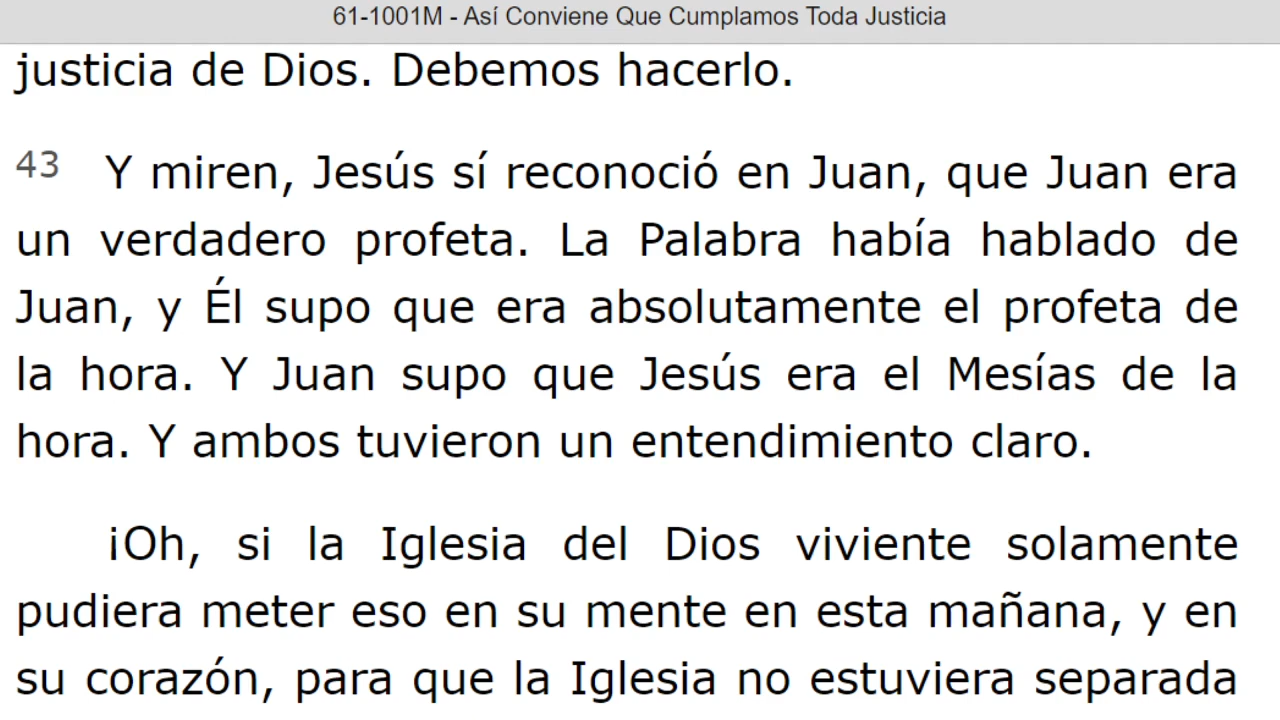 61-1001M - Así Conviene Que Cumplamos Toda Justicia
justicia de Dios. Debemos hacerlo.
43 Y miren, Jesús sí reconoció en Juan, que Juan era
un verdadero profeta. La Palabra había hablado de
Juan, y Él supo que era absolutamente el profeta de
la hora. Y Juan supo que Jesús era el Mesías de la
hora. Y ambos tuvieron un entendimiento claro.
¡Oh, si la Iglesia del Dios viviente solamente
pudiera meter eso en su mente en esta mañana, y en
su corazón, para que la Iglesia no estuviera separada